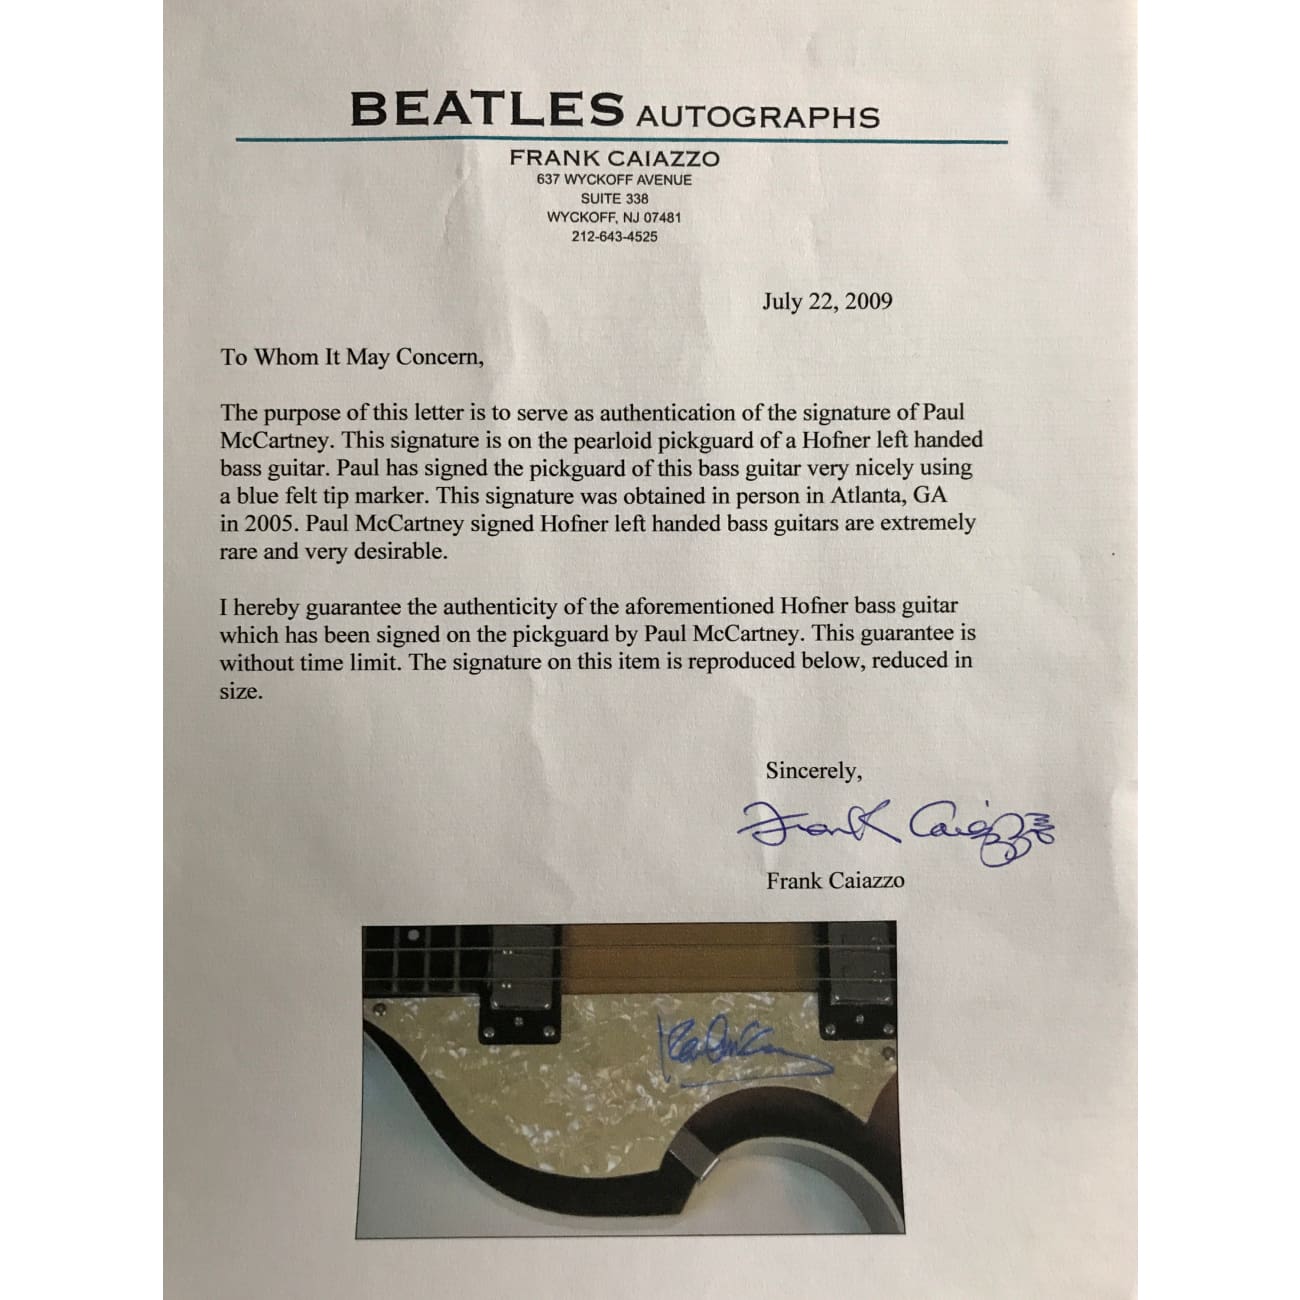 BEATLES AUTOGRAPHS
FRANK CAIAZZO
637 WYCKOFF AVENUE
SUITE 338
WYCKOFF, NJ 07481
212-643-4525
July 22, 2009
To Whom It May Concern,
The purpose of this letter is to serve as authentication of the signature of Paul
McCartney. This signature is on the pearloid pickguard of a Hofner left handed
bass guitar. Paul has signed the pickguard of this bass guitar very nicely using
a blue felt tip marker. This signature was obtained in person in Atlanta, GA
in 2005. Paul McCartney signed Hofner left handed bass guitars are extremely
rare and very desirable.
I hereby guarantee the authenticity of the aforementioned Hofner bass guitar
which has been signed on the pickguard by Paul McCartney. This guarantee is
without time limit. The signature on this item is reproduced below, reduced in
size.
Sincerely,
Frank Caiazzo
Frank Caiazzo